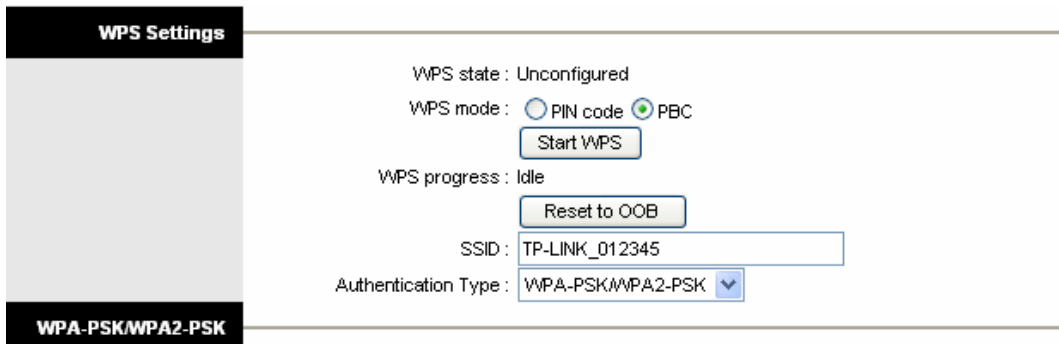 WPS Settings
WPS state : Unconfigured
WPS mode : PIN code PBC
Start WPS
WPS progress : Idle
Reset to OOB
SSID : TP-LINK_012345
Authentication Type : WPA-PSK/WPA2-PSK
WPA-PSK/WPA2-PSK